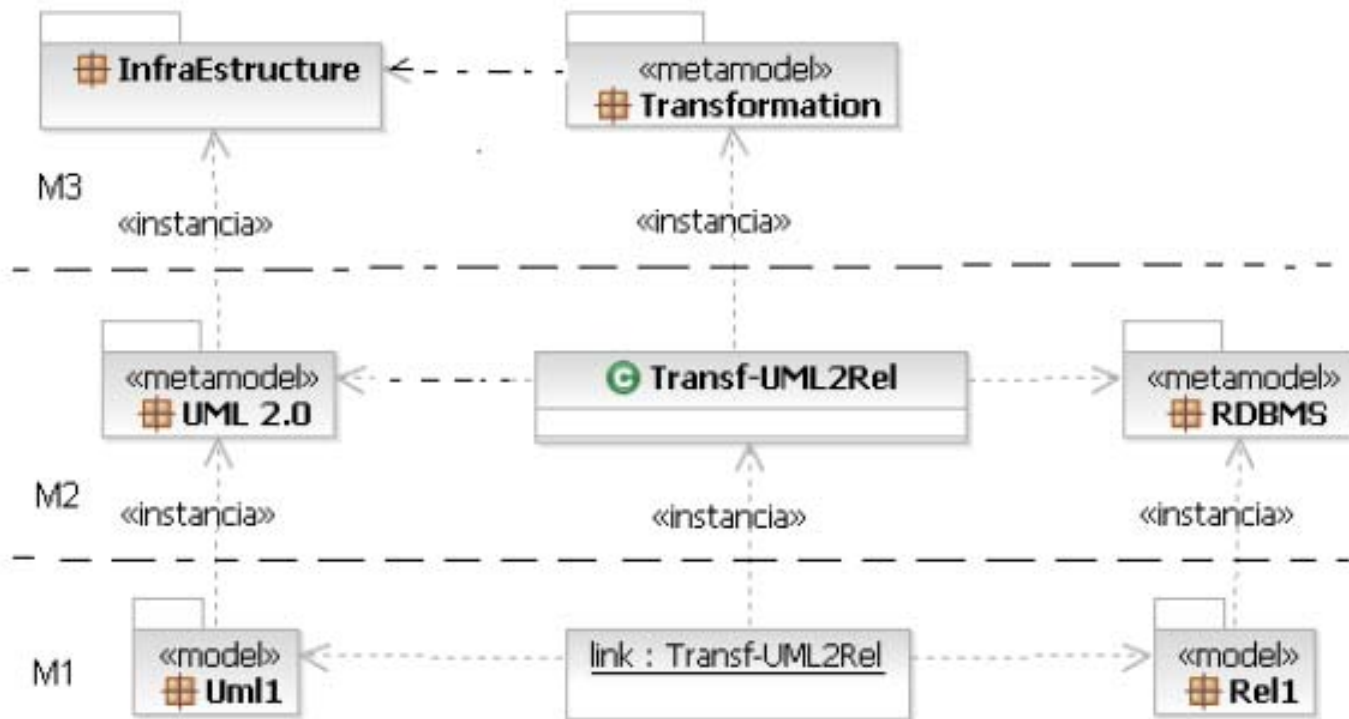 InfraEstructure
«metamodel»
Transformation
M3
«instancia»
«instancia»
«metamodel»
UML 2.0
C Transf-UML2Rel
«metamodel»
RDBMS
M2
«instancia»
«instancia»
«instancia»
«model»
Uml1
link : Transf-UML2Rel
«model»
Rel1
M1